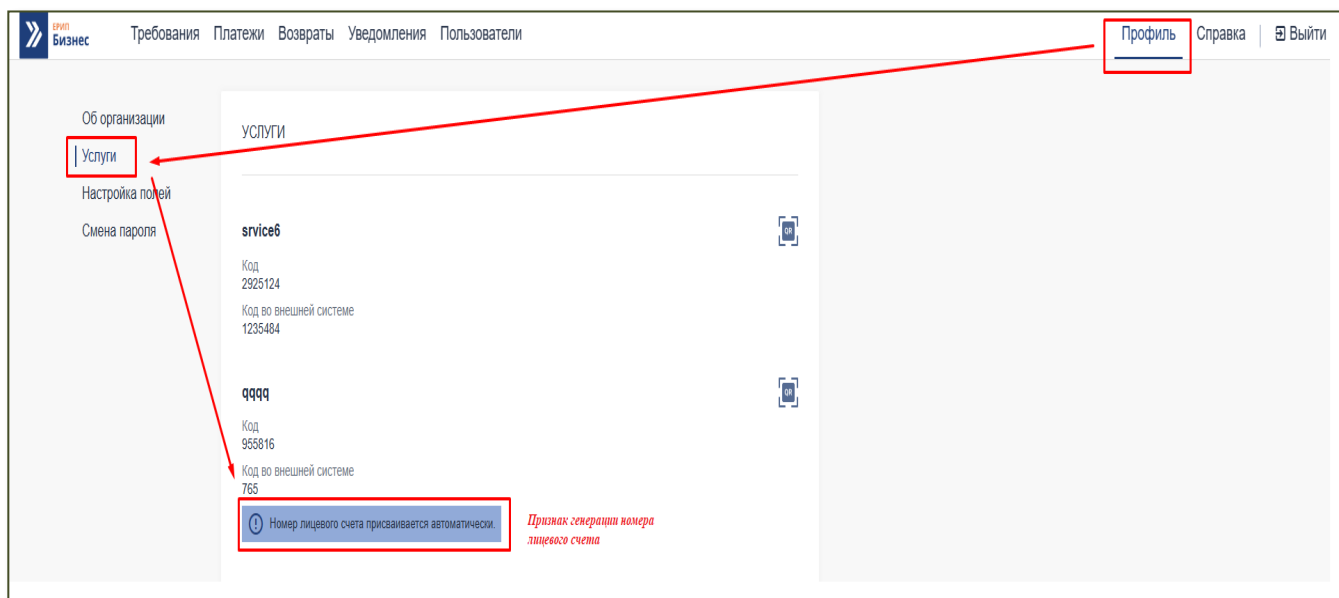 ЕРИП
Бизнес
Требования Платежи Возвраты Уведомления Пользователи
Профиль Справка Выйти
Об организации
Услуги
Настройка полей
Смена пароля
УСЛУГИ
srvice6
QR
Код
2925124
Код во внешней системе
1235484
qqqq
QR
Код
955816
Код во внешней системе
765
Номер лицевого счета присваивается автоматически.
Признак генерации номера
лицевого счета